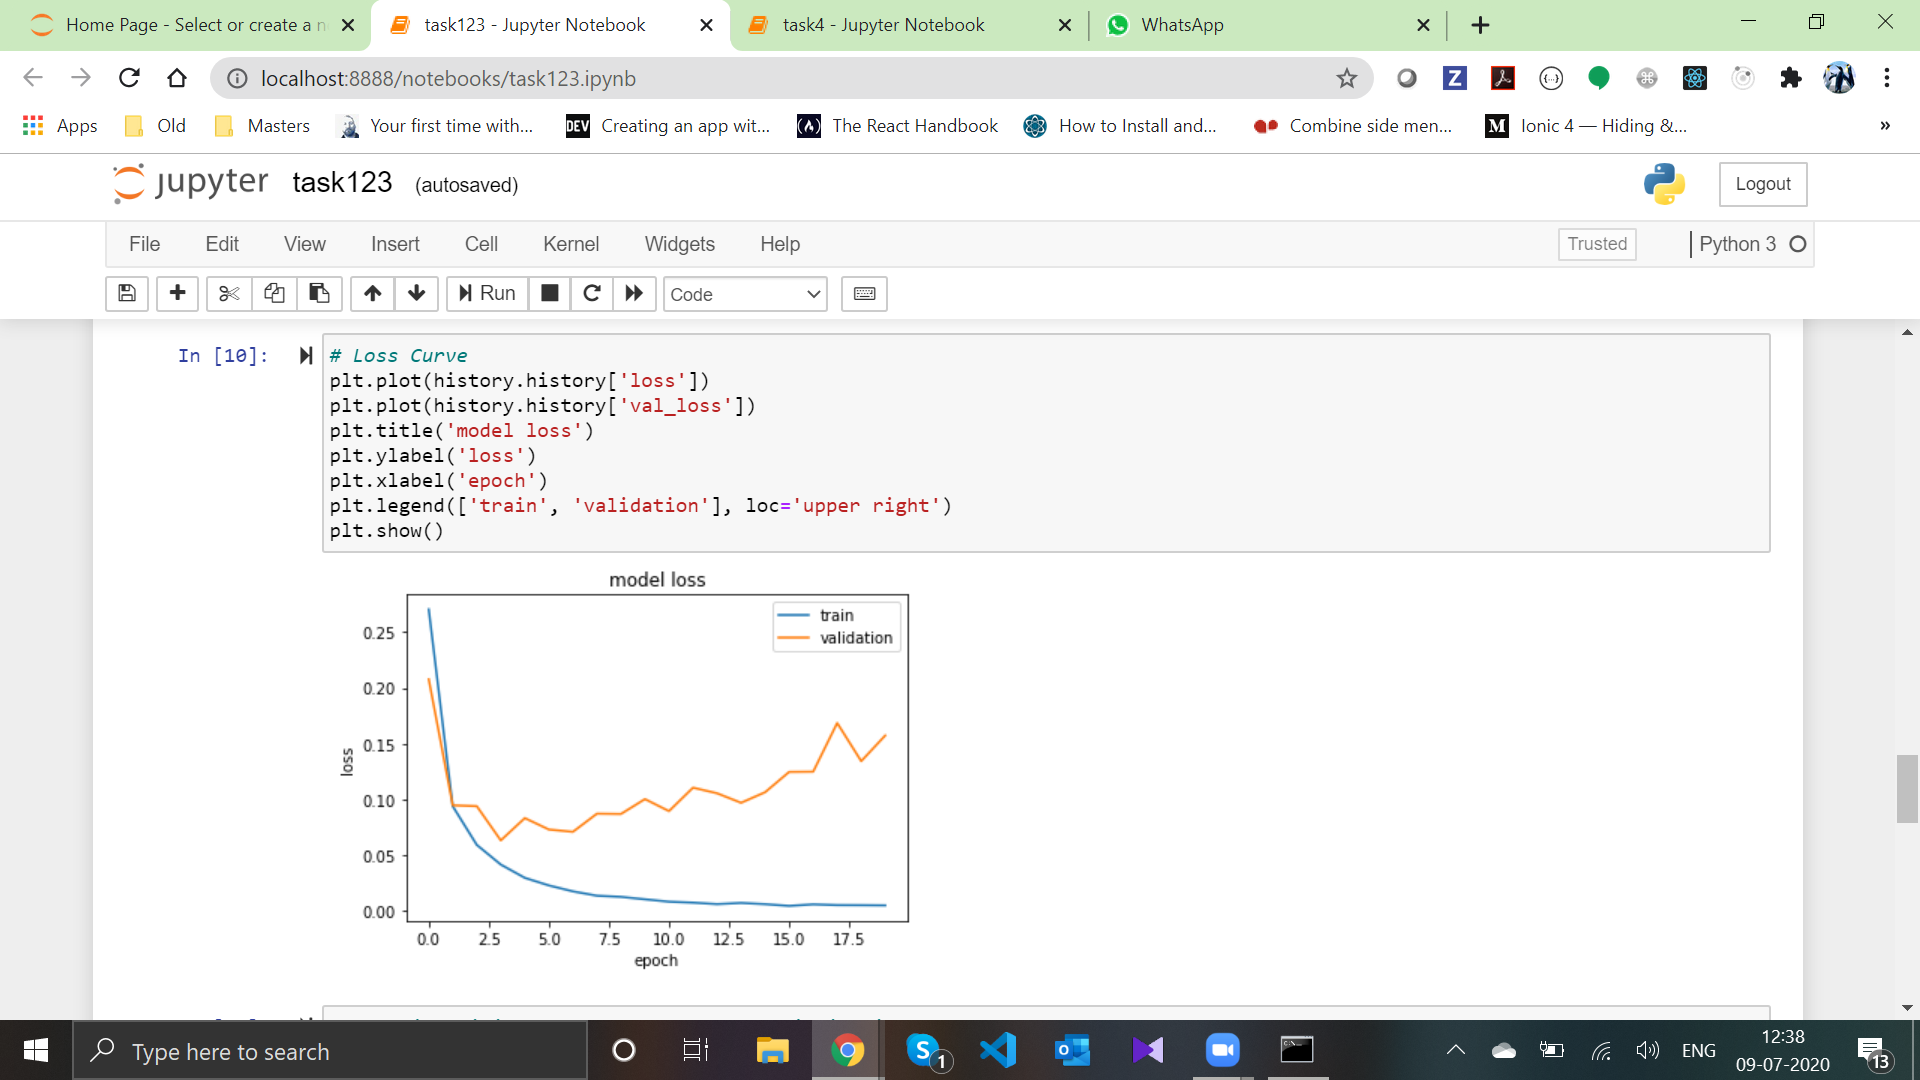 Home Page - Select or create a n
task123 - Jupyter Notebook
task4 - Jupyter Notebook
WhatsApp
localhost:8888/notebooks/task123.ipynb
Apps
Old
Masters
Your first time with...
DEV
Creating an app wit...
The React Handbook
How to Install and...
Combine side men...
M
Ionic 4 — Hiding &...
»
jupyter
task123
(autosaved)
Logout
File
Edit
View
Insert
Cell
Kernel
Widgets
Help
Trusted
Python 3
Run
Code
In [10]:
# Loss Curve
plt.plot(history.history['loss'])
plt.plot(history.history['val_loss'])
plt.title('model loss')
plt.ylabel('loss')
plt.xlabel('epoch')
plt.legend(['train', 'validation'], loc='upper right')
plt.show()
model loss
train
validation
0.25
0.20
0.15
0.10
0.05
0.00
loss
0.0
2.5
5.0
7.5
10.0
12.5
15.0
17.5
epoch
Type here to search
1
ENG
12:38
09-07-2020
13